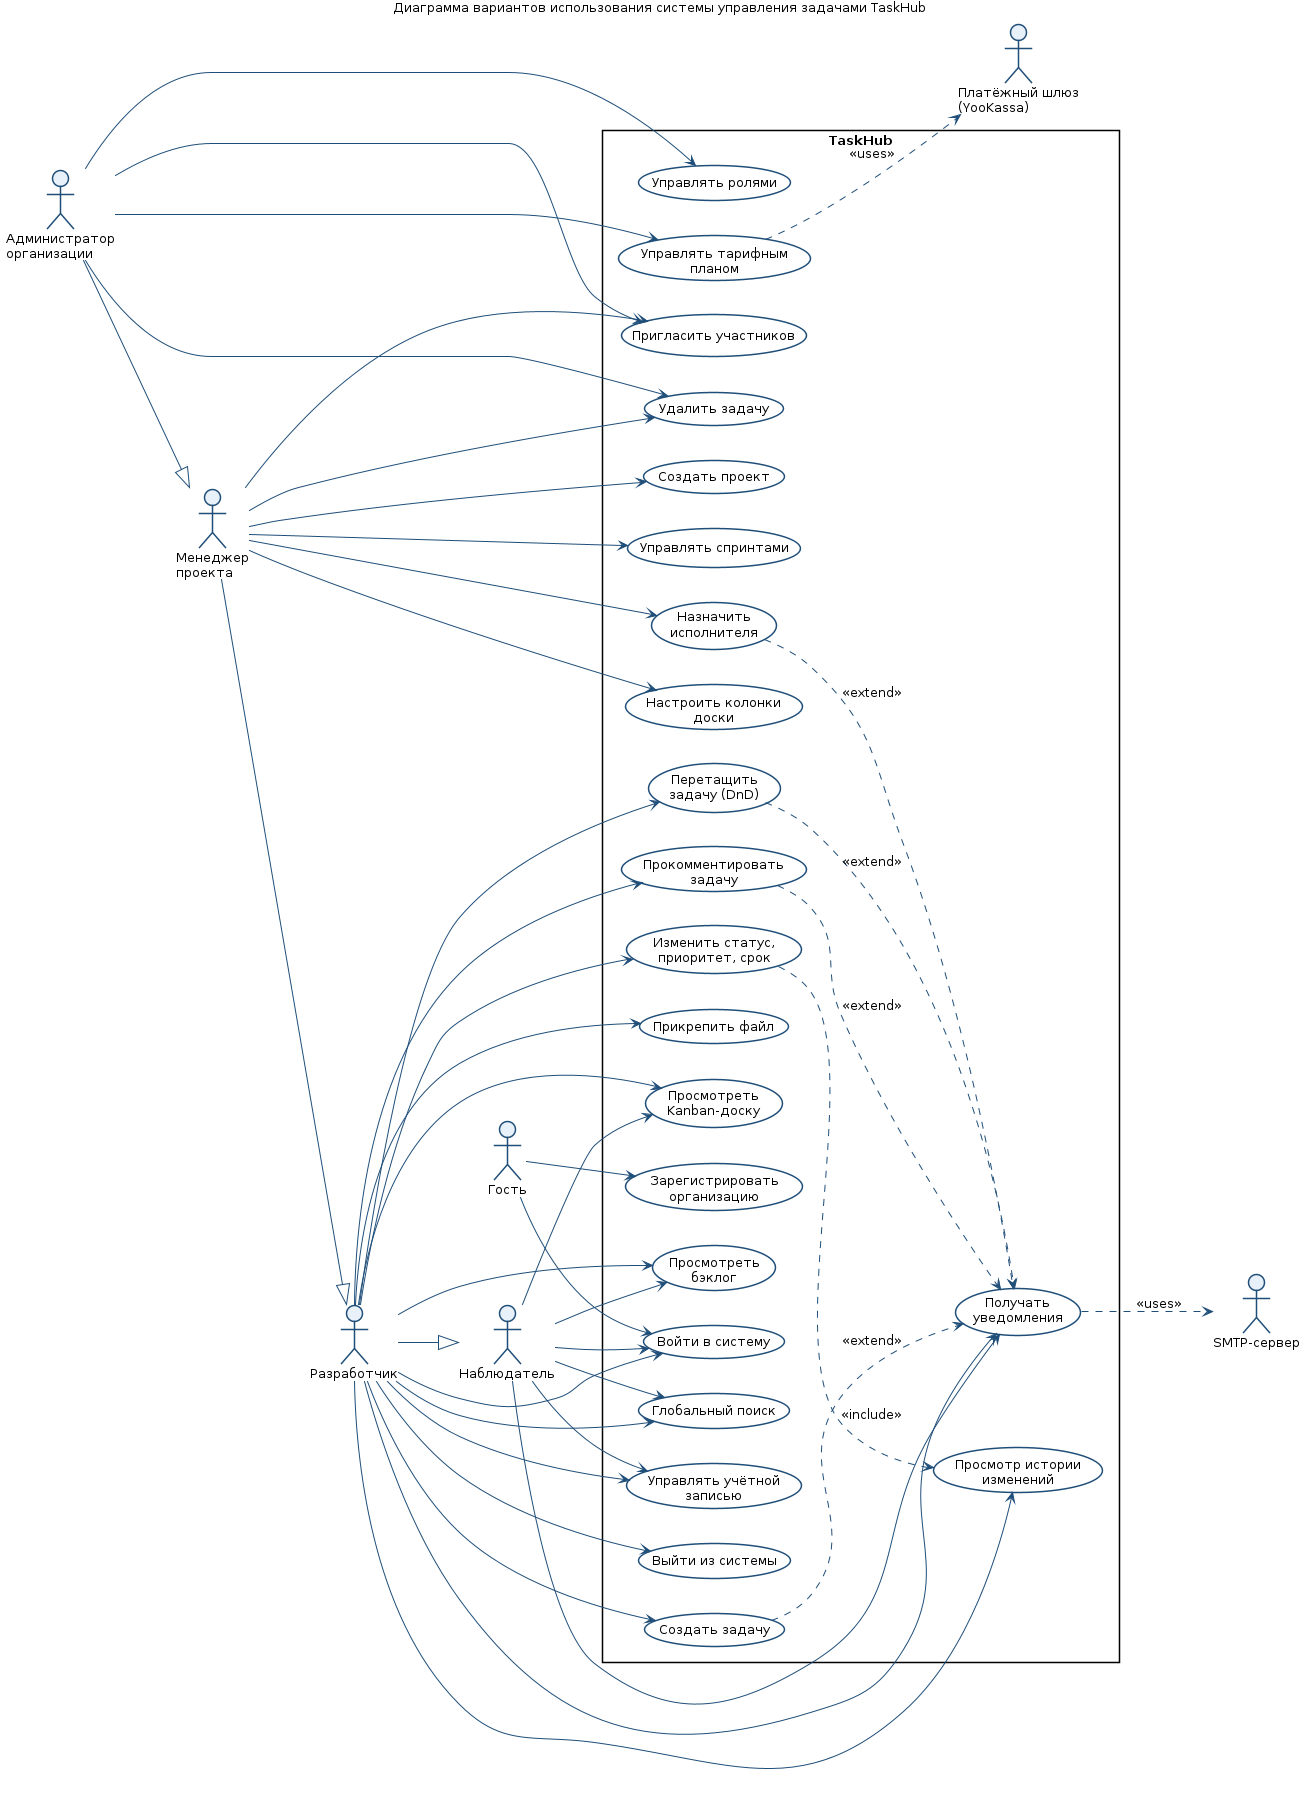 Диаграмма вариантов использования системы управления задачами TaskHub
Платёжный шлюз
(YooKassa)
TaskHub
«uses»
Управлять ролями
Администратор
организации
Управлять тарифным
планом
Пригласить участников
Удалить задачу
Создать проект
Менеджер
проекта
Управлять спринтами
Назначить
исполнителя
«extend»
Настроить колонки
доски
Перетащить
задачу (DnD)
«extend»
Прокомментировать
задачу
Изменить статус,
приоритет, срок
«extend»
Прикрепить файл
Просмотреть
Kanban-доску
Гость
Зарегистрировать
организацию
Просмотреть
бэклог
Получать
уведомления
«uses»
SMTP-сервер
«extend»
Войти в систему
Разработчик
Наблюдатель
Глобальный поиск
«include»
Просмотр истории
изменений
Управлять учётной
записью
Выйти из системы
Создать задачу